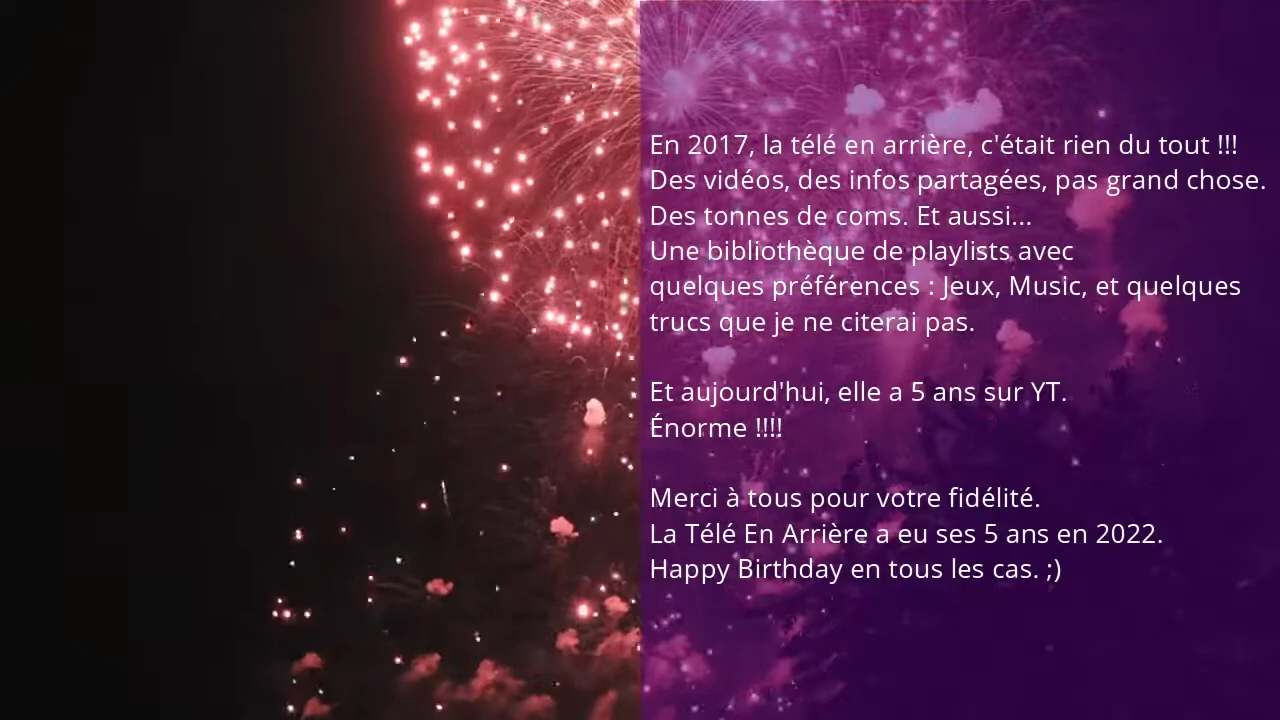 En 2017, la télé en arrière, c'était rien du tout !!!
Des vidéos, des infos partagées, pas grand chose.
Des tonnes de coms. Et aussi...
Une bibliothèque de playlists avec
quelques préférences : Jeux, Music, et quelques
trucs que je ne citerai pas.
Et aujourd'hui, elle a 5 ans sur YT.
Énorme !!!!
Merci à tous pour votre fidélité.
La Télé En Arrière a eu ses 5 ans en 2022.
Happy Birthday en tous les cas. ;)